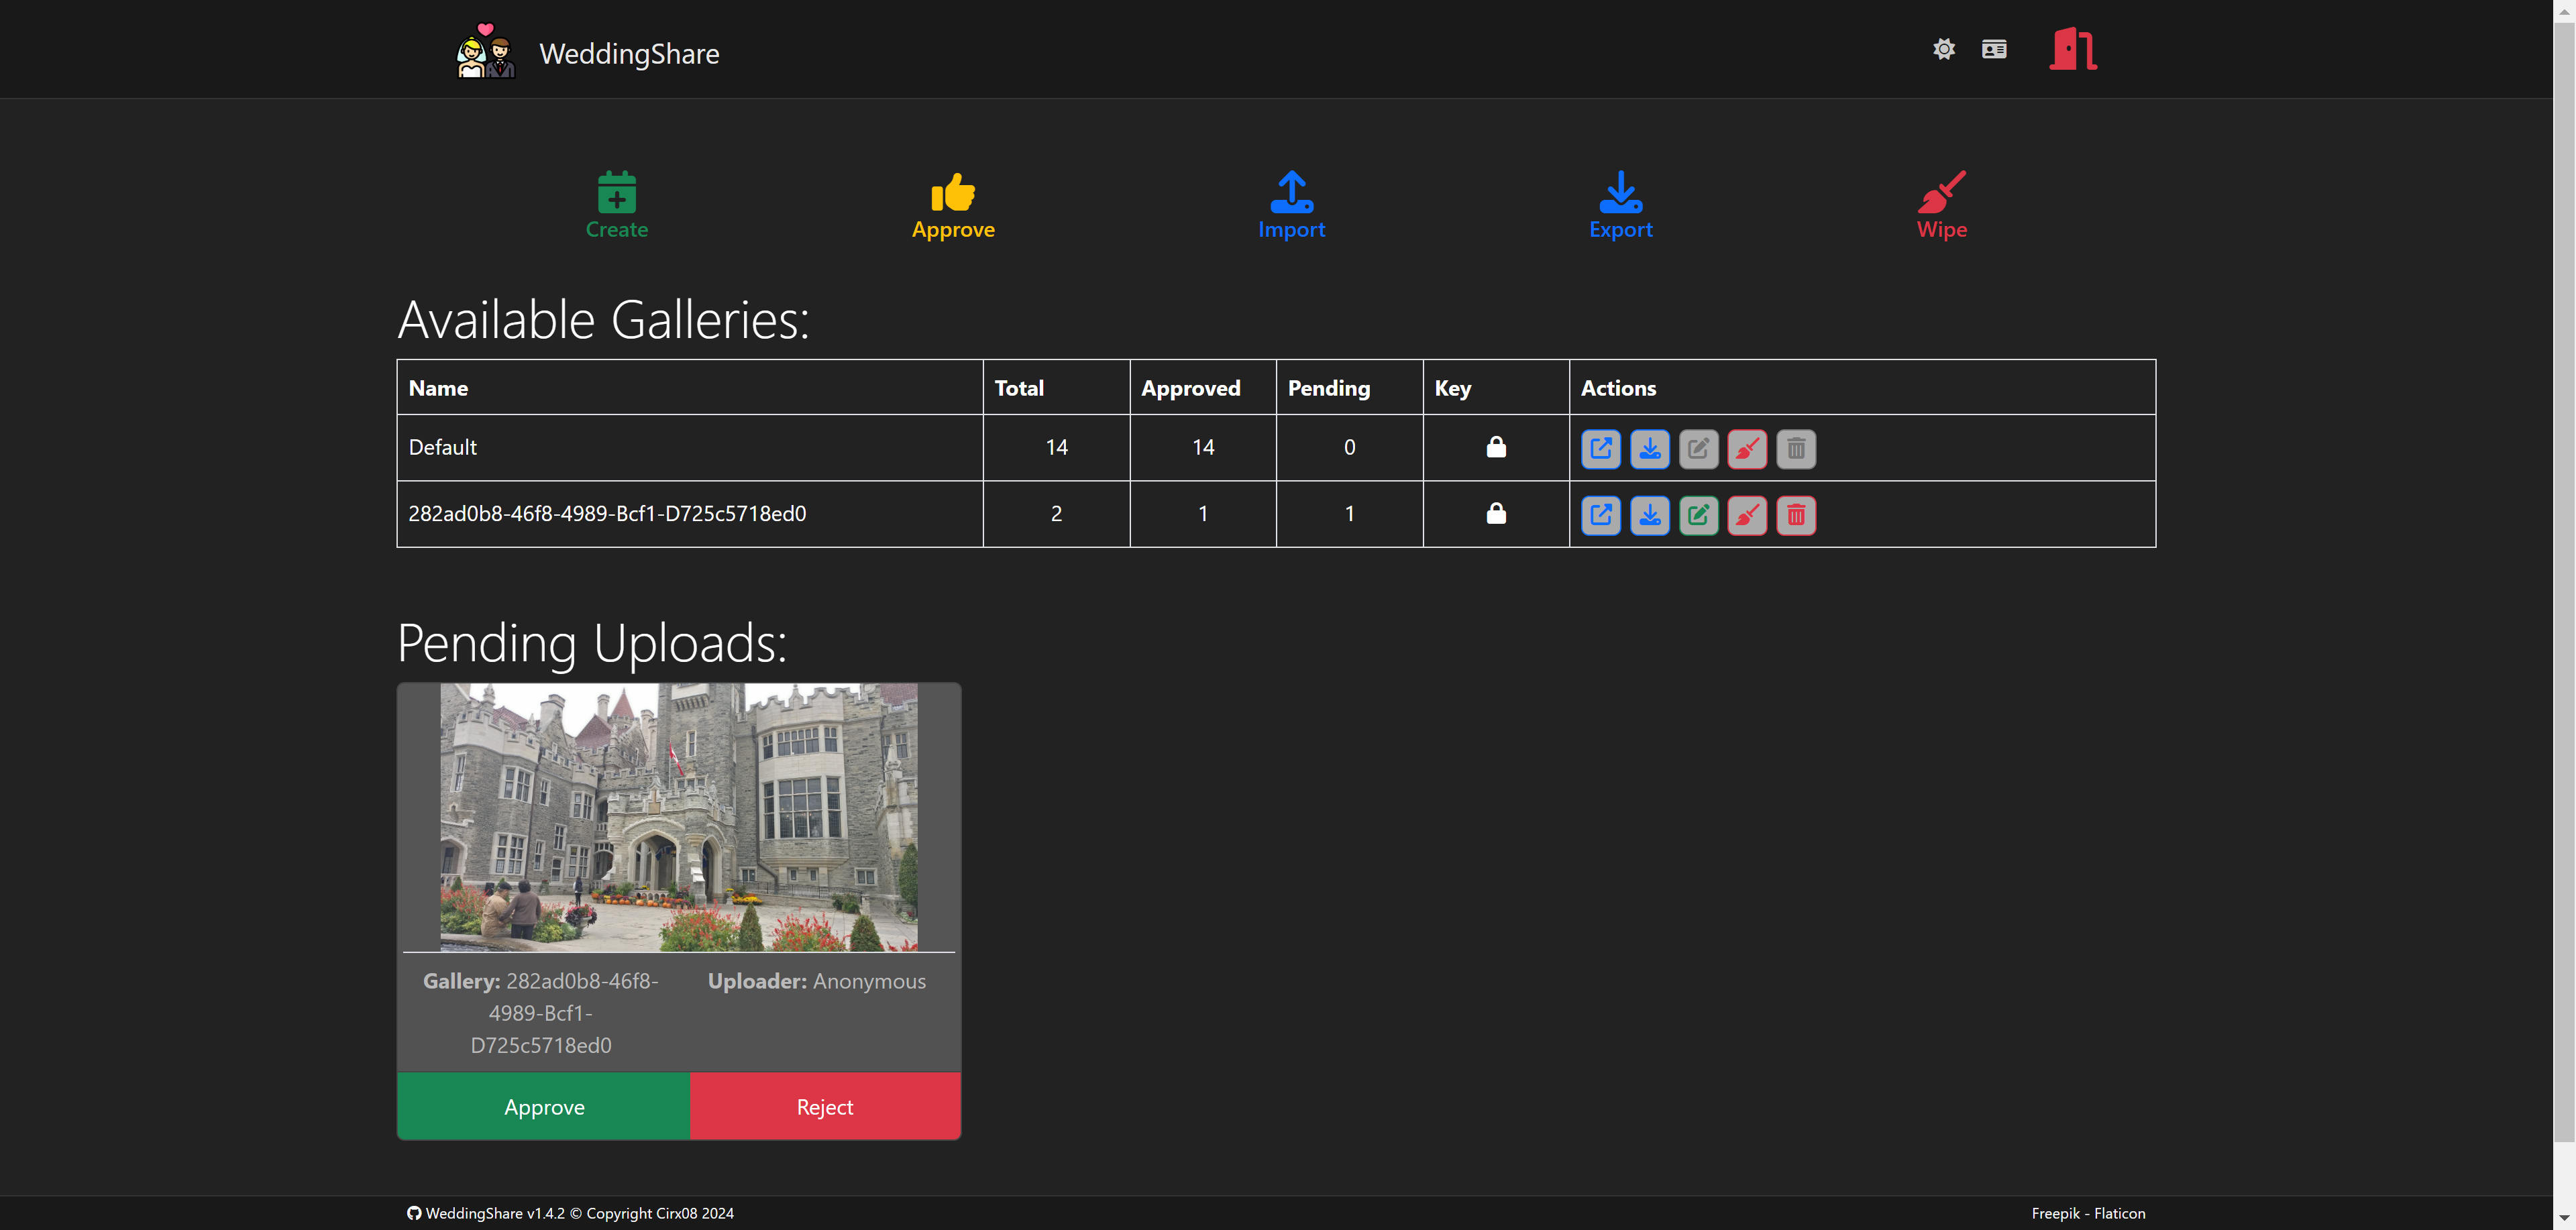 WeddingShare
Create
Approve
Import
Export
Wipe
Available Galleries:
Name Total Approved Pending Key Actions
Default 14 14 0
282ad0b8-46f8-4989-Bcf1-D725c5718ed0 2 1 1
Pending Uploads:
Gallery: 282ad0b8-46f8-
4989-Bcf1-
D725c5718ed0
Uploader: Anonymous
Approve
Reject
WeddingShare v1.4.2 © Copyright Cirx08 2024
Freepik - Flaticon